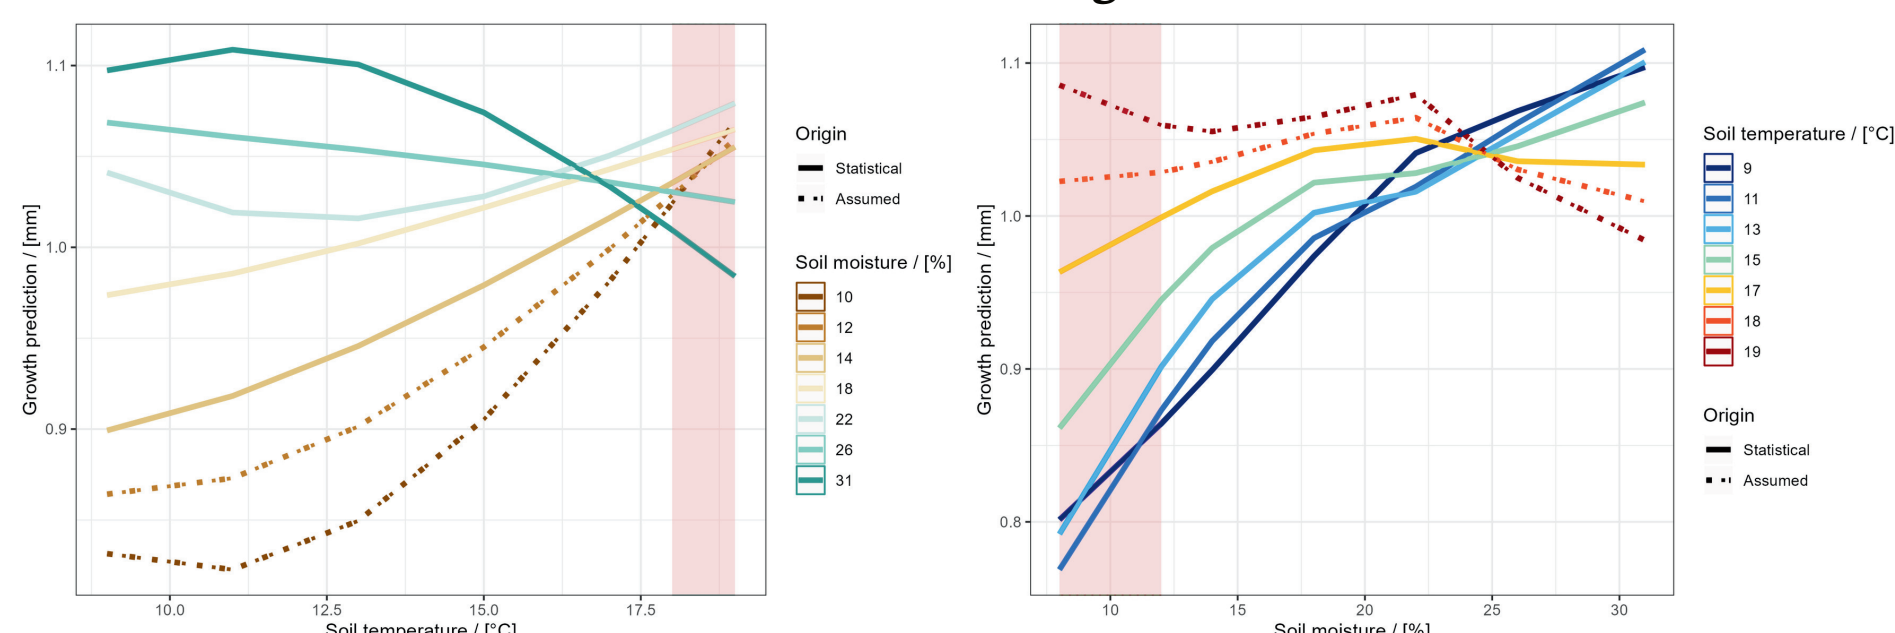 g
1.1
1.0
0.9
Growth prediction / [mm]
10.0
12.5
15.0
17.5
Soil temperature / [°C]
Origin
Statistical
Assumed
Soil moisture / [%]
10
12
14
18
22
26
31
1.1
1.0
0.9
0.8
Growth prediction / [mm]
10
15
20
25
30
Soil moisture / [%]
Soil temperature / [°C]
9
11
13
15
17
18
19
Origin
Statistical
Assumed